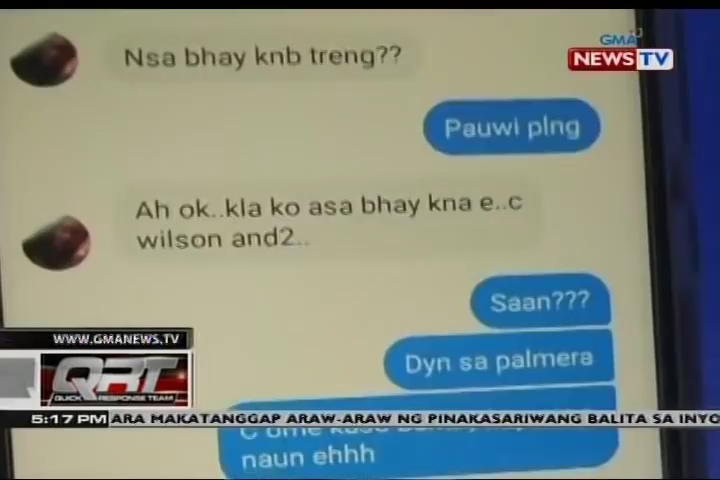 GMA
NEWS TV
Nsa bhay knb treng??
Pauwi plng
Ah ok..kla ko asa bhay kna e..c
wilson and2..
Saan???
Dyn sa palmera
naun ehhh
WWW.GMANEWS.TV
QRT
QUICK RESPONSE TEAM
5:17 PM ARA MAKATANGGAP ARAW-ARAW NG PINAKASARIWANG BALITA SA INYO